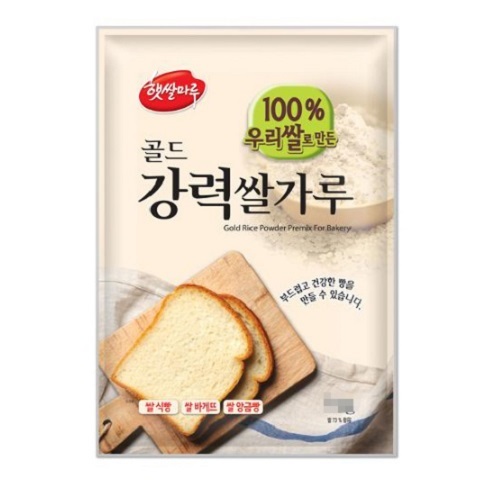 햇쌀마루
100%
우리쌀로 만든
골드
강력쌀가루
Gold Rice Powder Premix For Bakery
부드럽고 건강한 빵을
만들 수 있습니다.
쌀 식빵 쌀 바게뜨 쌀 앙금빵